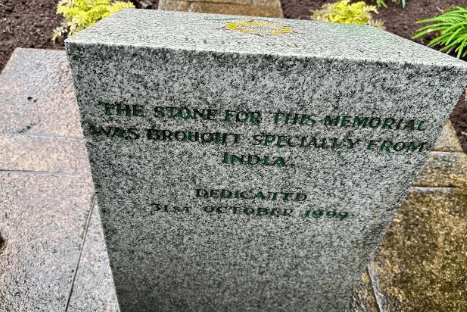 THE STONE FOR THIS MEMORIAL
WAS BROUGHT SPECIALLY FROM
INDIA.
DEDICATED
31ST OCTOBER 1999